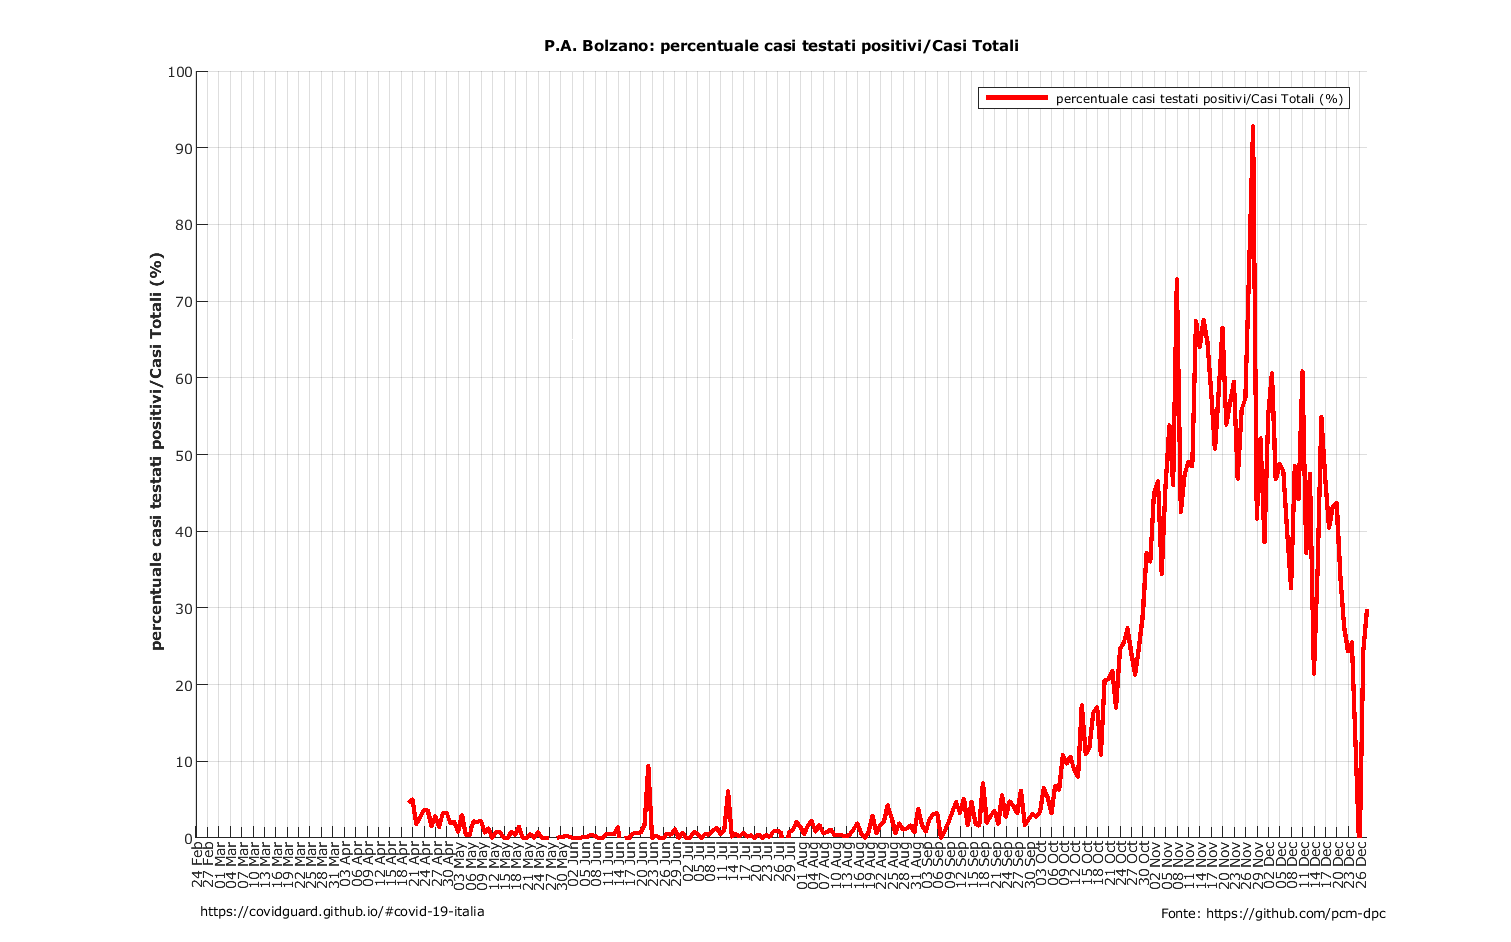 P.A. Bolzano: percentuale casi testati positivi/Casi Totali
percentuale casi testati positivi/Casi Totali (%)
percentuale casi testati positivi/Casi Totali (%)
100
90
80
70
60
50
40
30
20
10
0
24 Feb
27 Feb
01 Mar
04 Mar
07 Mar
10 Mar
13 Mar
16 Mar
19 Mar
22 Mar
25 Mar
28 Mar
31 Mar
03 Apr
06 Apr
09 Apr
12 Apr
15 Apr
18 Apr
21 Apr
24 Apr
27 Apr
30 Apr
03 May
06 May
09 May
12 May
15 May
18 May
21 May
24 May
27 May
30 May
02 Jun
05 Jun
08 Jun
11 Jun
14 Jun
17 Jun
20 Jun
23 Jun
26 Jun
29 Jun
02 Jul
05 Jul
08 Jul
11 Jul
14 Jul
17 Jul
20 Jul
23 Jul
26 Jul
29 Jul
01 Aug
04 Aug
07 Aug
10 Aug
13 Aug
16 Aug
19 Aug
22 Aug
25 Aug
28 Aug
31 Aug
03 Sep
06 Sep
09 Sep
12 Sep
15 Sep
18 Sep
21 Sep
24 Sep
27 Sep
30 Sep
03 Oct
06 Oct
09 Oct
12 Oct
15 Oct
18 Oct
21 Oct
24 Oct
27 Oct
30 Oct
02 Nov
05 Nov
08 Nov
11 Nov
14 Nov
17 Nov
20 Nov
23 Nov
26 Nov
29 Nov
02 Dec
05 Dec
08 Dec
11 Dec
14 Dec
17 Dec
20 Dec
23 Dec
26 Dec
https://covidguard.github.io/#covid-19-italia
Fonte: https://github.com/pcm-dpc